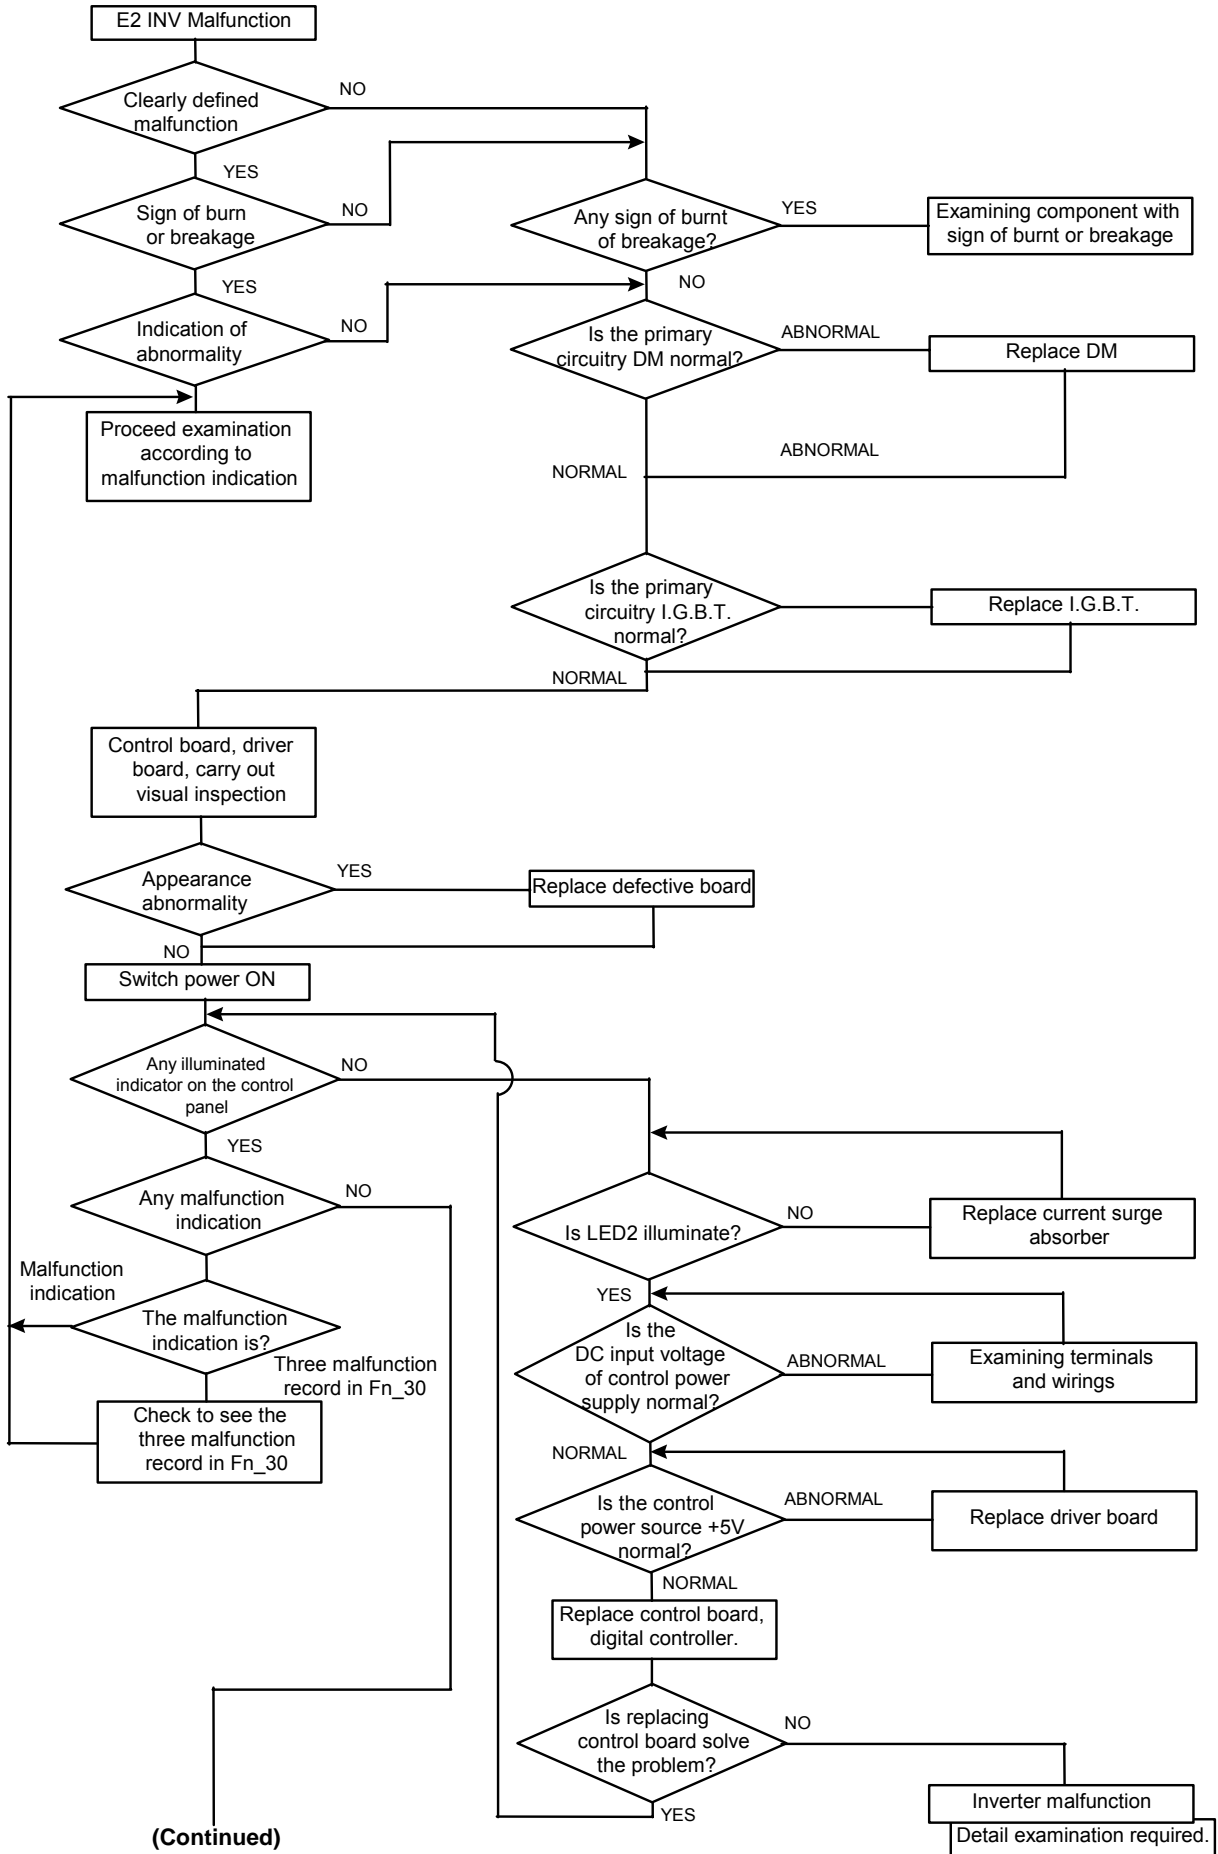 E2 INV Malfunction
NO
Clearly defined
malfunction
YES
Sign of burn
or breakage
NO
Any sign of burnt
of breakage?
YES
Examining component with
sign of burnt or breakage
YES
NO
Indication of
abnormality
NO
Is the primary
circuitry DM normal?
ABNORMAL
Replace DM
Proceed examination
according to
malfunction indication
ABNORMAL
NORMAL
Is the primary
circuitry I.G.B.T.
normal?
Replace I.G.B.T.
NORMAL
Control board, driver
board, carry out
visual inspection
Appearance
abnormality
YES
Replace defective board
NO
Switch power ON
Any illuminated
indicator on the control
panel
NO
YES
Any malfunction
indication
NO
Is LED2 illuminate?
NO
Replace current surge
absorber
Malfunction
indication
YES
The malfunction
indication is?
Three malfunction
record in Fn_30
Is the
DC input voltage
of control power
supply normal?
ABNORMAL
Examining terminals
and wirings
Check to see the
three malfunction
record in Fn_30
NORMAL
Is the control
power source +5V
normal?
ABNORMAL
Replace driver board
NORMAL
Replace control board,
digital controller.
Is replacing
control board solve
the problem?
NO
YES
Inverter malfunction
Detail examination required.
(Continued)